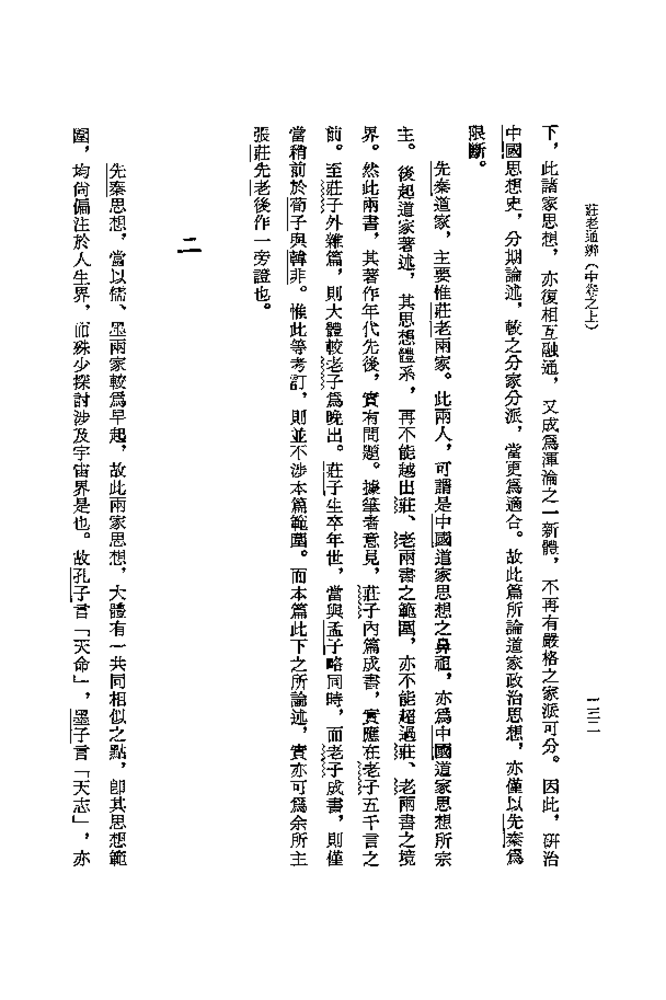 莊老通辨（中卷之上）
一三二
下，此諸家思想，亦復相互融通，又成爲渾淪之一新體，不再有嚴格之家派可分。因此，研治
中國思想史，分期論述，較之分家分派，當更爲適合。故此篇所論道家政治思想，亦僅以先秦爲
限斷。
先秦道家，主要惟莊老兩家。此兩人，可謂是中國道家思想之鼻祖，亦爲中國道家思想所宗
主。後起道家著述，其思想體系，再不能越出莊、老兩書之範圍，亦不能超過莊、老兩書之境
界。然此兩書，其著作年代先後，實有問題。據筆者意見，莊子內篇成書，實應在老子五千言之
前。至莊子外雜篇，則大體較老子爲晚出。莊子生卒年世，當與孟子略同時，而老子成書，則僅
當稍前於荀子與韓非。惟此等考訂，則並不涉本篇範圍。而本篇此下之所論述，實亦可爲余所主
張莊先老後作一旁證也。
二
先秦思想，當以儒、墨兩家較爲早起，故此兩家思想，大體有一共同相似之點，卽其思想範
圍，均尙偏注於人生界，而殊少探討涉及宇宙界是也。故孔子言「天命」，墨子言「天志」，亦